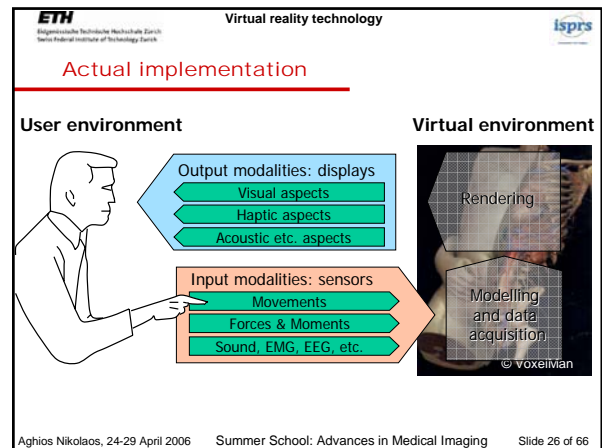 ETH
Eidgenössische Technische Hochschule Zürich
Swiss Federal Institute of Technology Zurich
Virtual reality technology
isprs
Actual implementation
User environment
Virtual environment
Output modalities: displays
Visual aspects
Haptic aspects
Acoustic etc. aspects
Rendering
Input modalities: sensors
Movements
Forces & Moments
Sound, EMG, EEG, etc.
Modelling
and data
acquisition
© VoxelMan
Aghios Nikolaos, 24-29 April 2006
Summer School: Advances in Medical Imaging
Slide 26 of 66